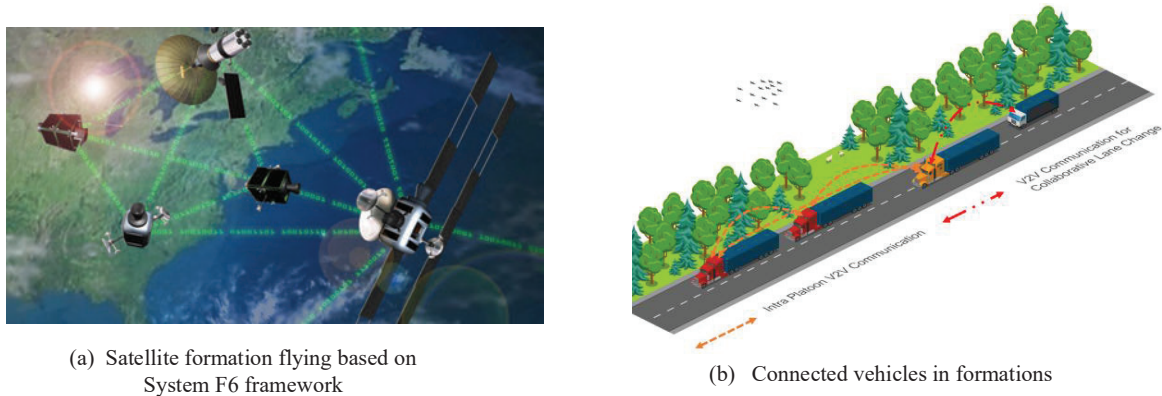 V2V Communication for
Collaborative Lane Change
Intra Platoon V2V Communication
(a) Satellite formation flying based on
System F6 framework
(b) Connected vehicles in formations